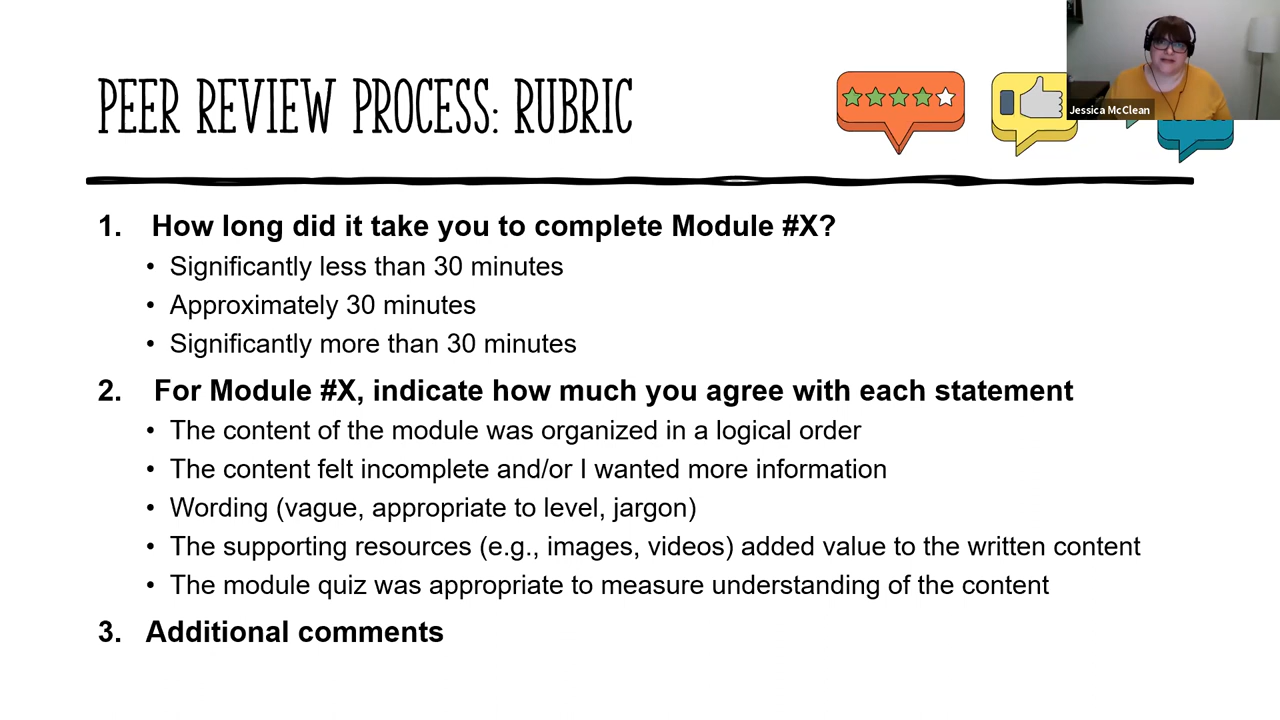 PEER REVIEW PROCESS: RUBRIC
Jessica McClean
1. How long did it take you to complete Module #X?
• Significantly less than 30 minutes
• Approximately 30 minutes
• Significantly more than 30 minutes
2. For Module #X, indicate how much you agree with each statement
• The content of the module was organized in a logical order
• The content felt incomplete and/or I wanted more information
• Wording (vague, appropriate to level, jargon)
• The supporting resources (e.g., images, videos) added value to the written content
• The module quiz was appropriate to measure understanding of the content
3. Additional comments